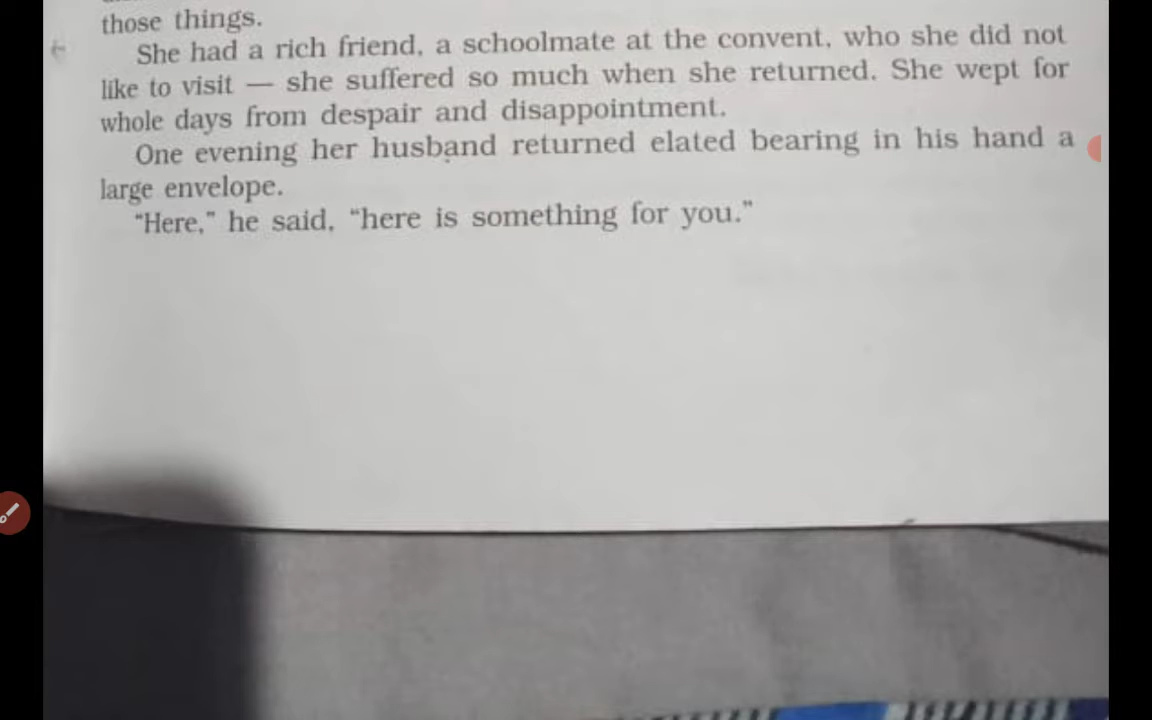 those things.
She had a rich friend, a schoolmate at the convent, who she did not
like to visit — she suffered so much when she returned. She wept for
whole days from despair and disappointment.
One evening her husband returned elated bearing in his hand a
large envelope.
“Here,” he said, “here is something for you.”